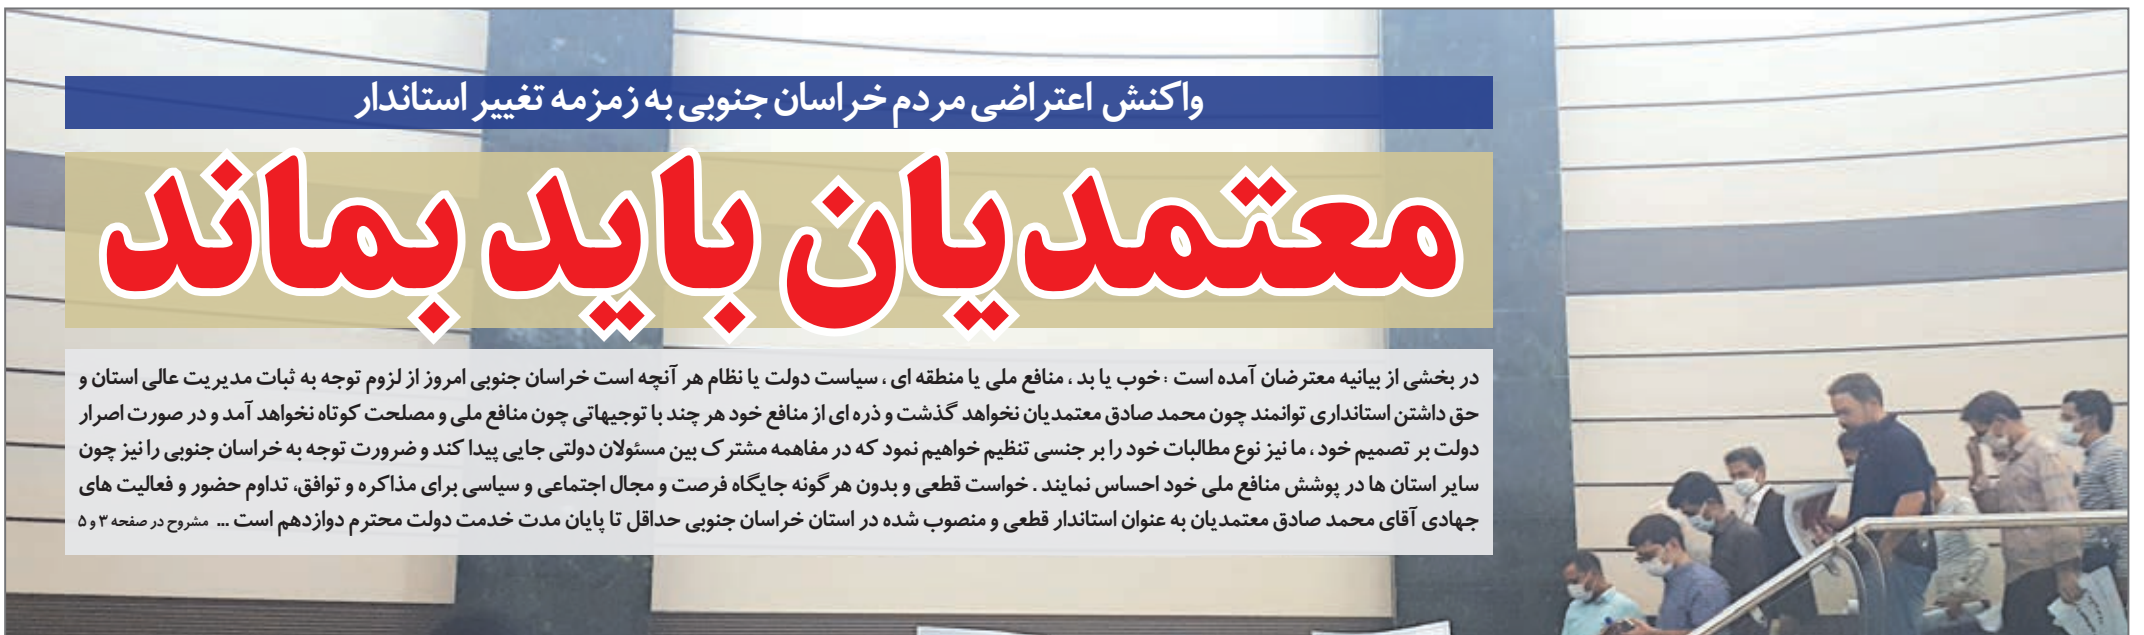 واکنش اعتراضی مردم خراسان جنوبی به زمزمه تغییر استاندار
معتمدیان باید بماند
در بخشی از بیانیه معترضان آمده است : خوب یا بد ، منافع ملی یا منطقه ای ، سیاست دولت یا نظام هر آنچه است خراسان جنوبی امروز از لزوم توجه به ثبات مدیریت عالی استان و
حق داشتن استانداری توانمند چون محمد صادق معتمدیان نخواهد گذشت و ذره ای از منافع خود هر چند با توجیهاتی چون منافع ملی و مصلحت کوتاه نخواهد آمد و در صورت اصرار
دولت بر تصمیم خود ، ما نیز نوع مطالبات خود را بر جنسی تنظیم خواهیم نمود که در مفاهمه مشترک بین مسئولان دولتی جایی پیدا کند و ضرورت توجه به خراسان جنوبی را نیز چون
سایر استان ها در پوشش منافع ملی خود احساس نمایند . خواست قطعی و بدون هر گونه جایگاه فرصت و مجال اجتماعی و سیاسی برای مذاکره و توافق، تداوم حضور و فعالیت های
جهادی آقای محمد صادق معتمدیان به عنوان استاندار قطعی و منصوب شده در استان خراسان جنوبی حداقل تا پایان مدت خدمت دولت محترم دوازدهم است ... مشروح در صفحه ۳ و ۵